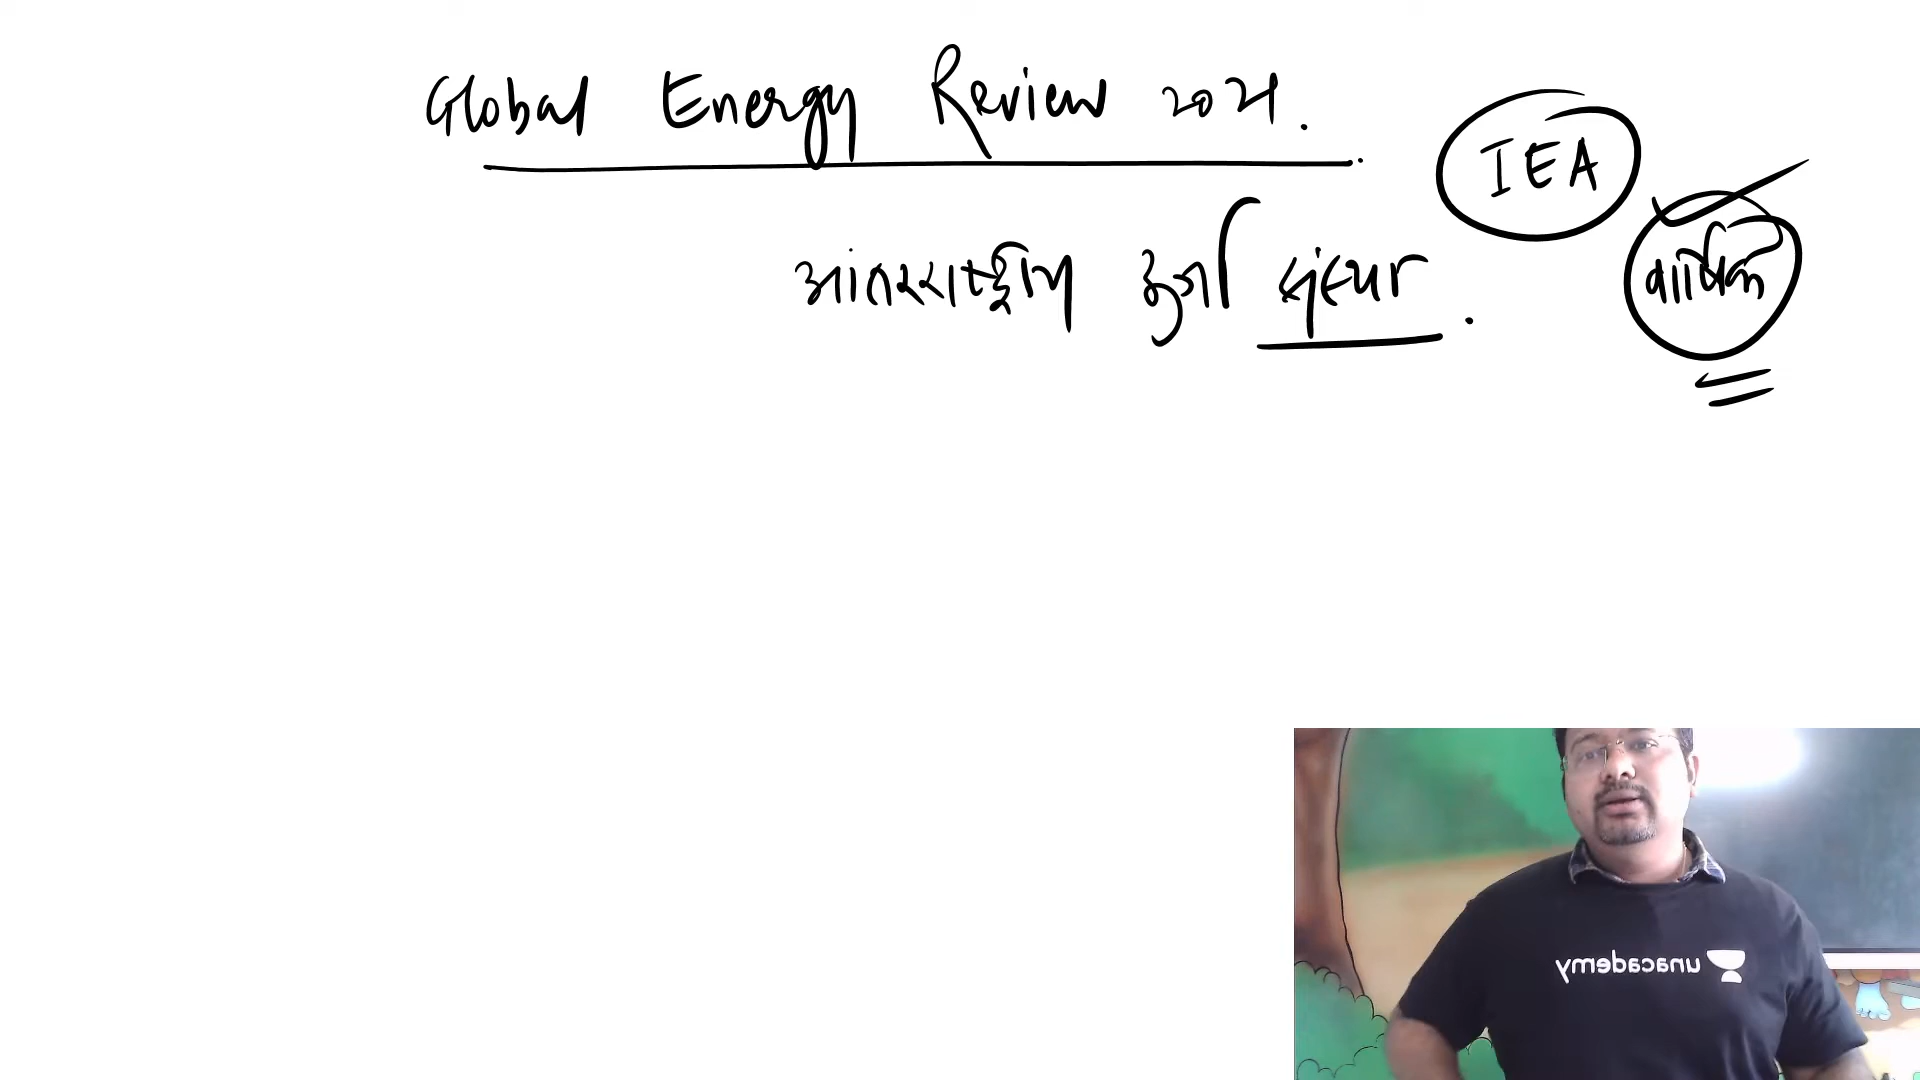 Global Energy Review 2021.
IEA
आंतरराष्ट्रीय ऊर्जा संस्था.
वार्षिक
unacademy